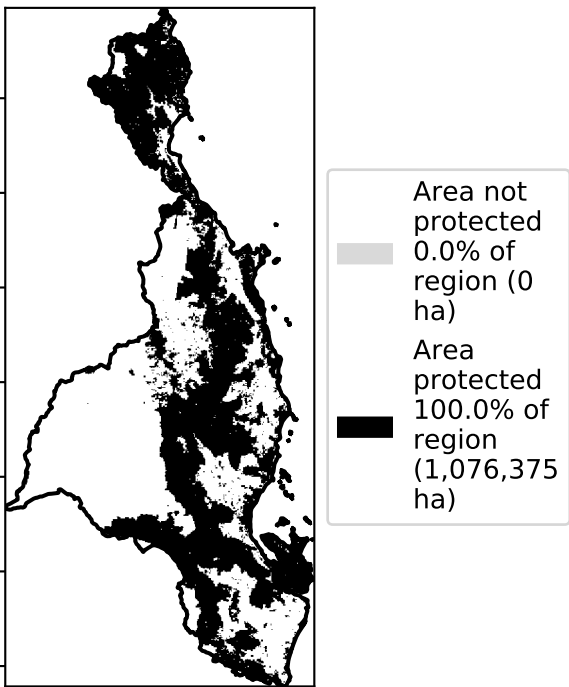 Area not
protected
0.0% of
region (0
ha)
Area
protected
100.0% of
region
(1,076,375
ha)